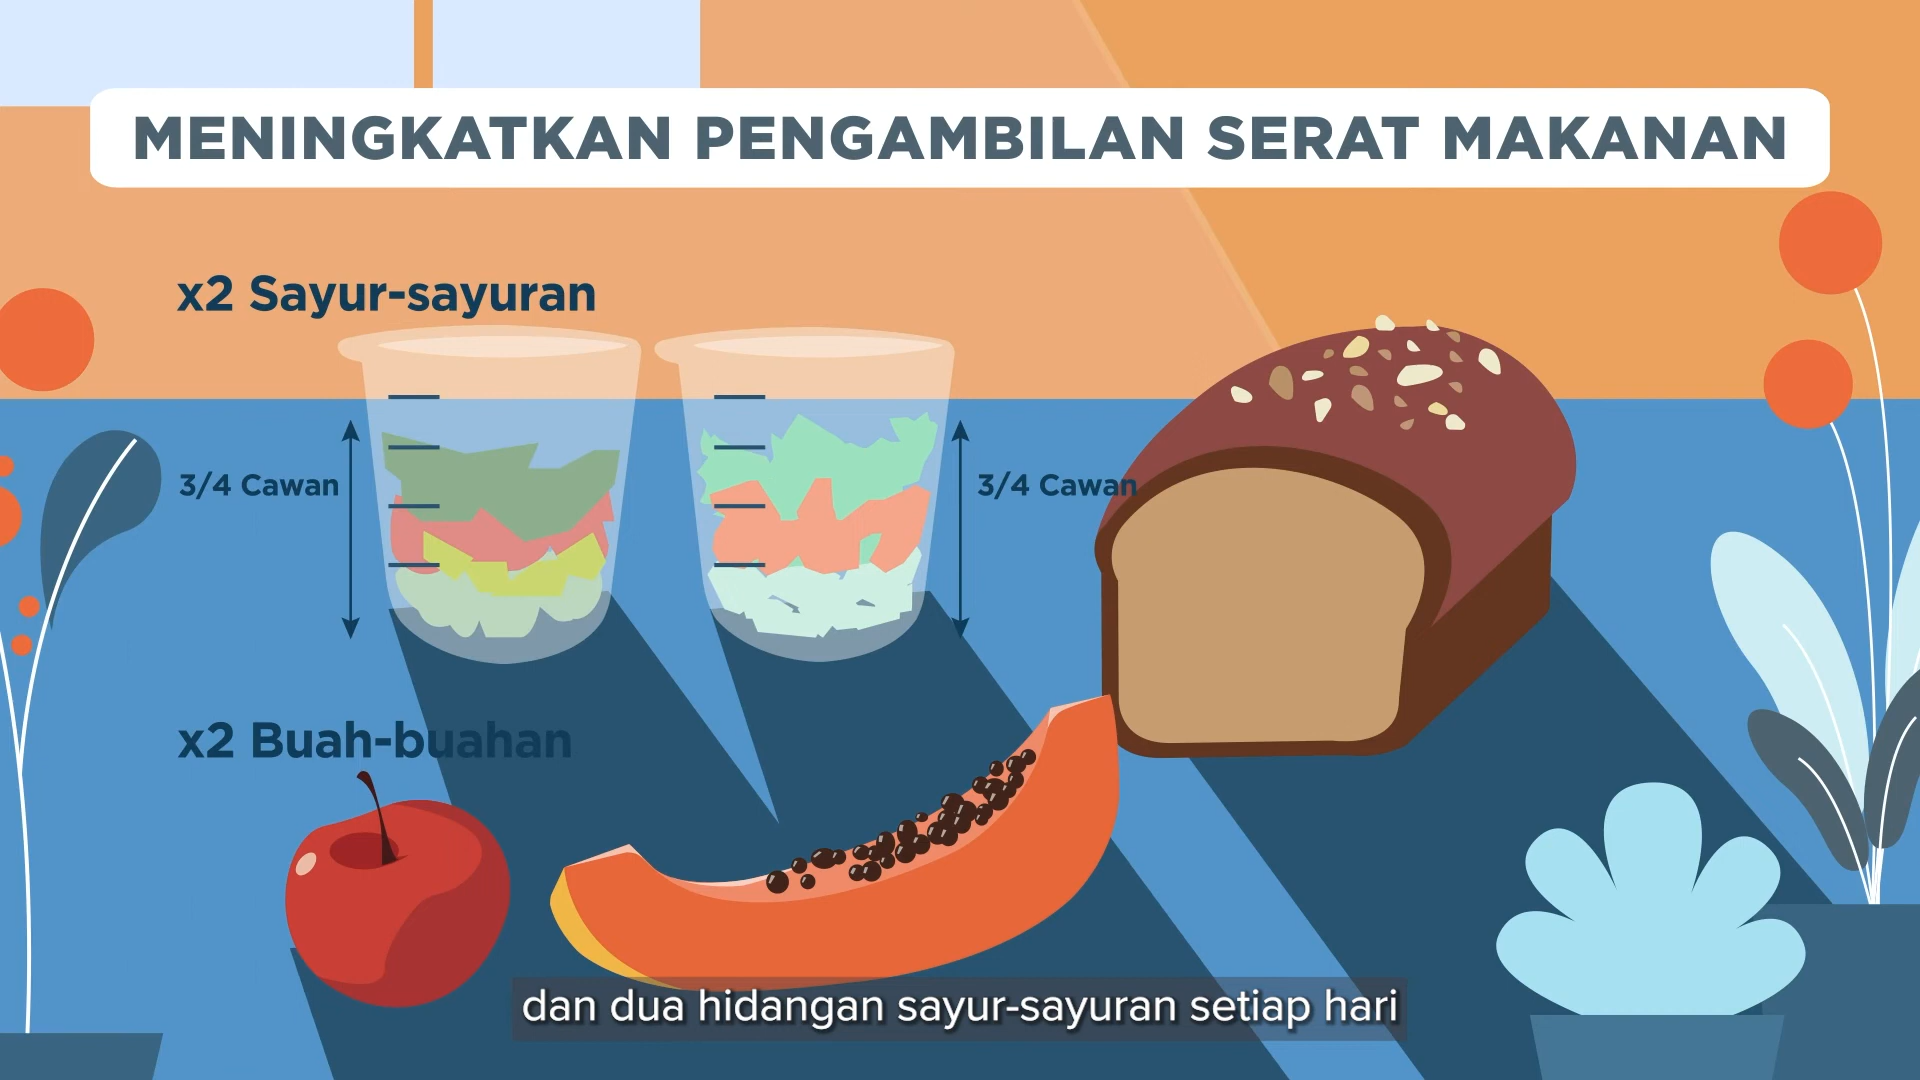 MENINGKATKAN PENGAMBILAN SERAT MAKANAN
x2 Sayur-sayuran
3/4 Cawan
3/4 Cawan
x2 Buah-buahan
dan dua hidangan sayur-sayuran setiap hari